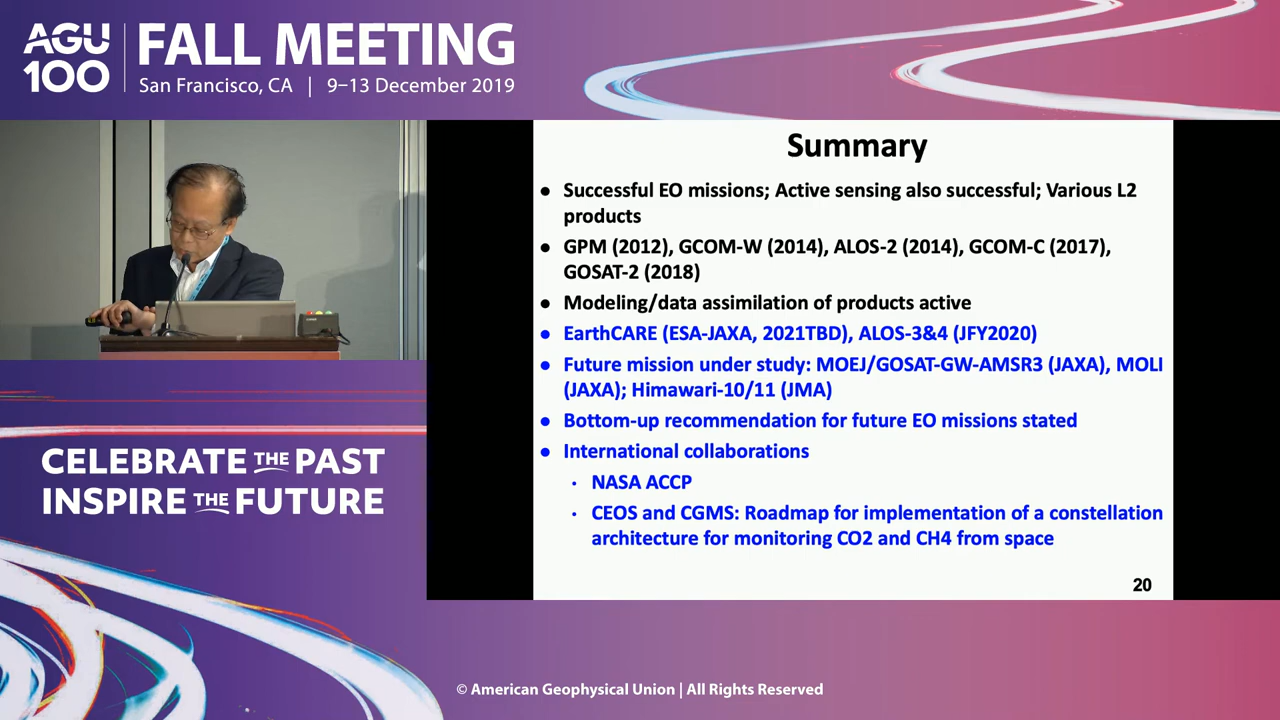 AGU
100
FALL MEETING
San Francisco, CA | 9–13 December 2019
Summary
● Successful EO missions; Active sensing also successful; Various L2
products
● GPM (2012), GCOM-W (2014), ALOS-2 (2014), GCOM-C (2017),
GOSAT-2 (2018)
● Modeling/data assimilation of products active
● EarthCARE (ESA-JAXA, 2021TBD), ALOS-3&4 (JFY2020)
● Future mission under study: MOEJ/GOSAT-GW-AMSR3 (JAXA), MOLI
(JAXA); Himawari-10/11 (JMA)
● Bottom-up recommendation for future EO missions stated
● International collaborations
· NASA ACCP
· CEOS and CGMS: Roadmap for implementation of a constellation
architecture for monitoring CO2 and CH4 from space
20
CELEBRATE THE PAST
INSPIRE THE FUTURE
© American Geophysical Union | All Rights Reserved